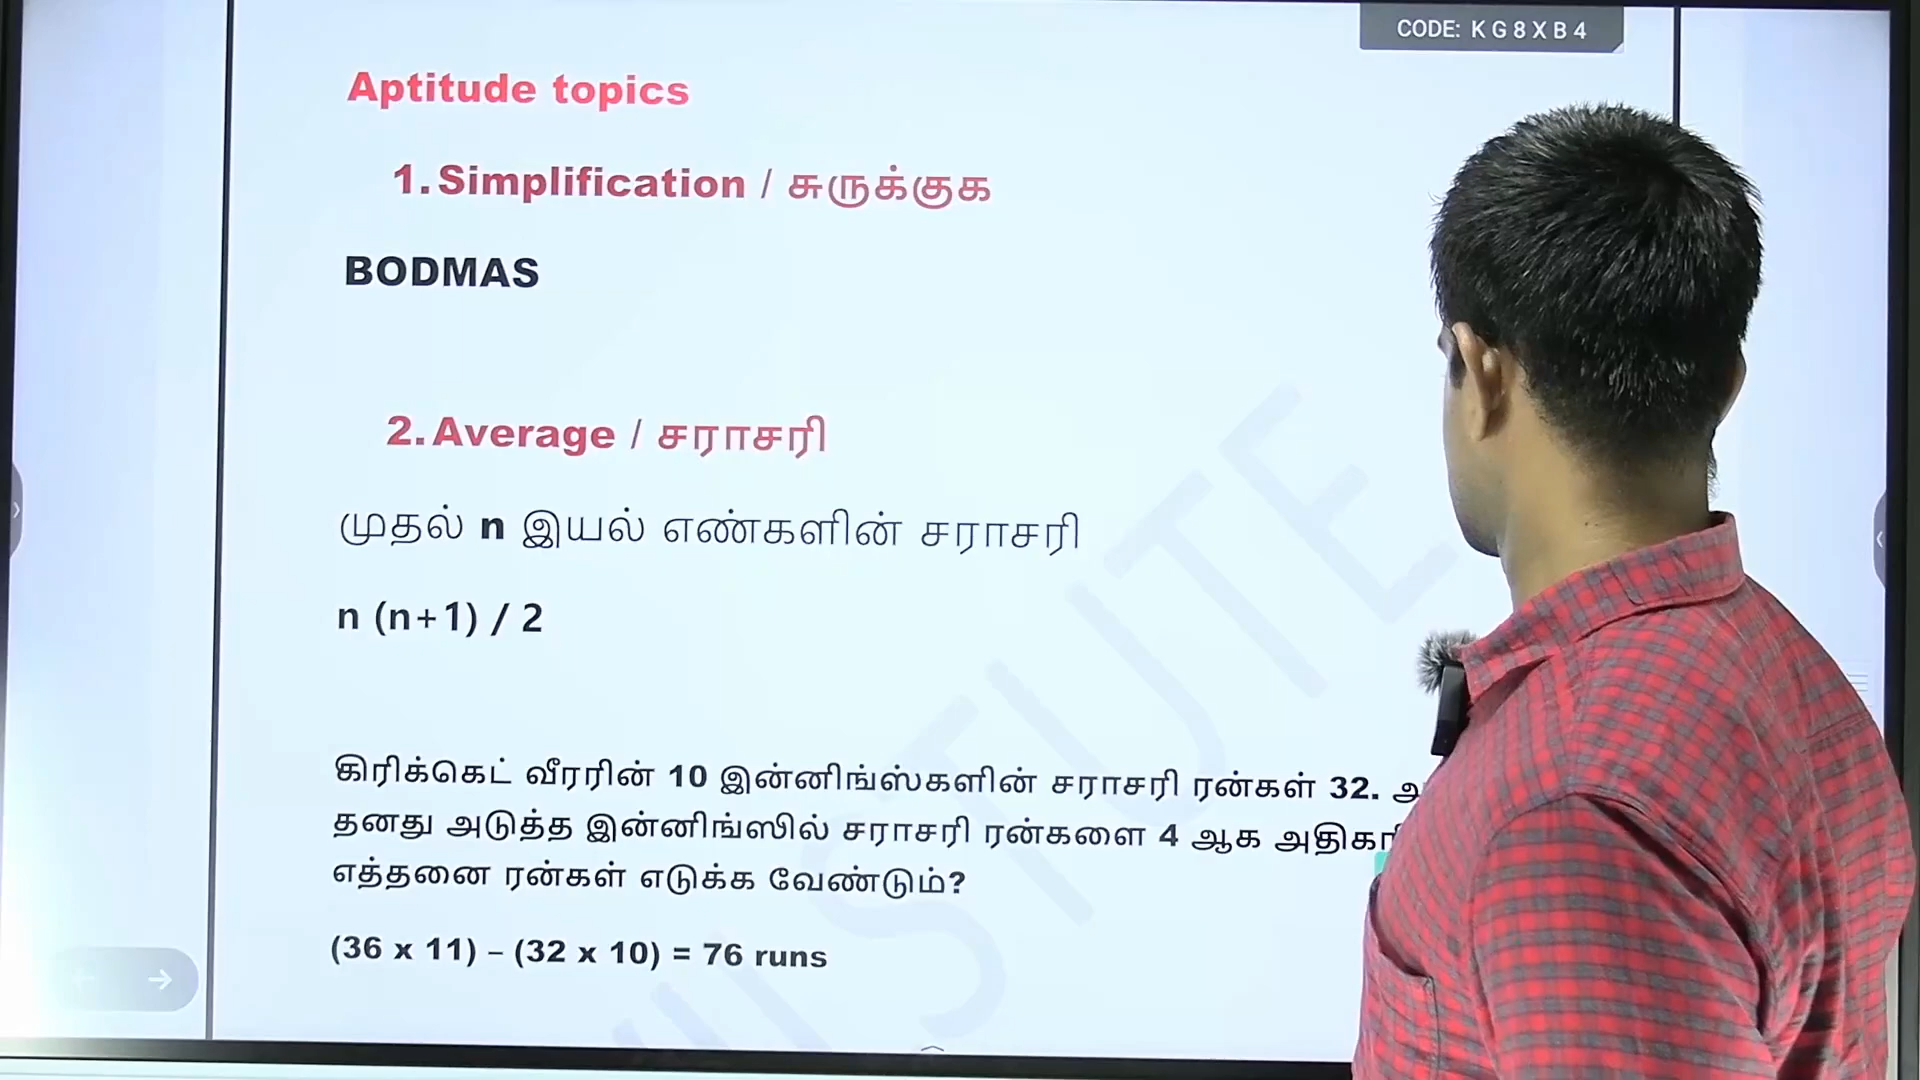 CODE: KG8XB4
Aptitude topics
1. Simplification / சுருக்குக
BODMAS
2. Average / சராசரி
முதல் n இயல் எண்களின் சராசரி
n (n+1) / 2
கிரிக்கெட் வீரரின் 10 இன்னிங்ஸ்களின் சராசரி ரன்கள் 32.
தனது அடுத்த இன்னிங்ஸில் சராசரி ரன்களை 4 ஆக
எத்தனை ரன்கள் எடுக்க வேண்டும்?
(36 x 11) – (32 x 10) = 76 runs